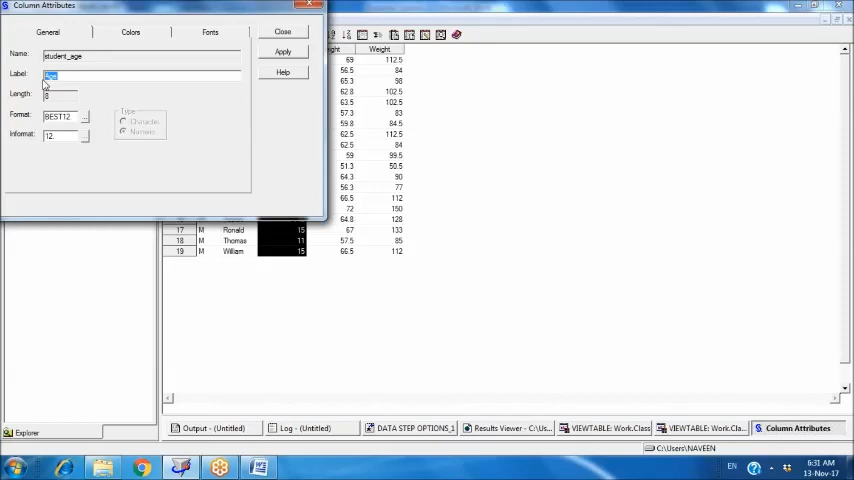 Column Attributes
General Colors Fonts
Close
Apply
Help
Name: student_age
Label: Age
Length: 8
Format: BEST12 ...
Informat: 12. ...
Type
Character
Numeric
Weight
69 112.5
56.5 84
65.3 98
62.8 102.5
63.5 102.5
57.3 83
59.8 84.5
62.5 112.5
62.5 84
59 99.5
51.3 50.5
64.3 90
56.3 77
66.5 112
72 150
64.8 128
17 M Ronald 15 67 133
18 M Thomas 11 57.5 85
19 M William 15 66.5 112
Explorer
Output - (Untitled)
Log - (Untitled)
DATA STEP OPTIONS_1
Results Viewer - C:\Us...
VIEWTABLE: Work.Class
VIEWTABLE: Work.Cla...
Column Attributes
C:\Users\NAVEEN
EN
6:31 AM
13-Nov-17